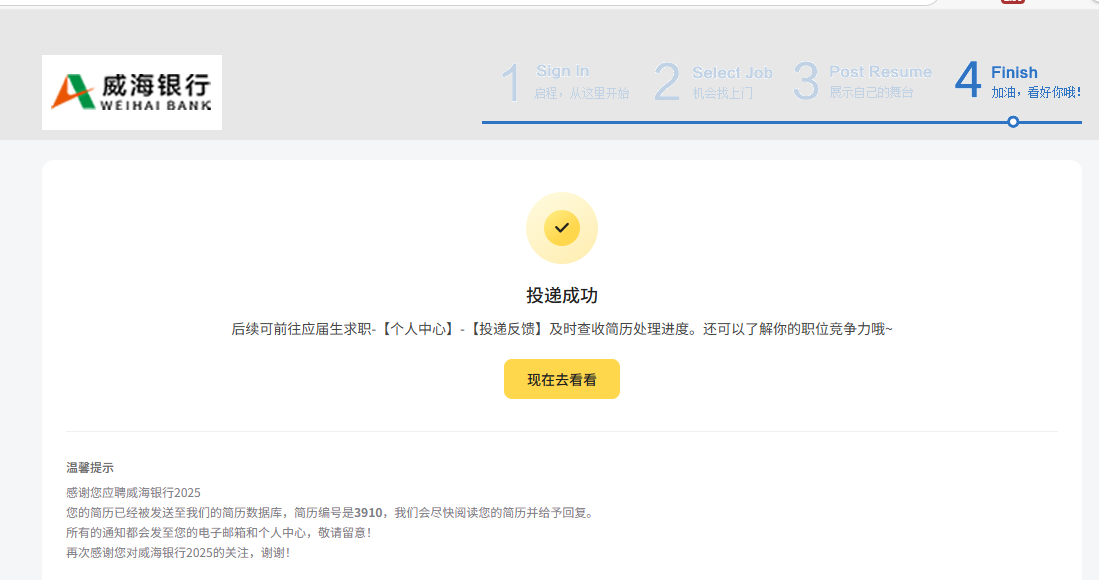 威海银行
WEIHAI BANK
1 Sign In
启程，从这里开始
2 Select Job
机会找上门
3 Post Resume
展示自己的舞台
4 Finish
加油，看好你哦!
投递成功
后续可前往应届生求职-【个人中心】-【投递反馈】及时查收简历处理进度。还可以了解你的职位竞争力哦~
现在去看看
温馨提示
感谢您应聘威海银行2025
您的简历已经被发送至我们的简历数据库，简历编号是3910，我们会尽快阅读您的简历并给予回复。
所有的通知都会发至您的电子邮箱和个人中心，敬请留意！
再次感谢您对威海银行2025的关注，谢谢！